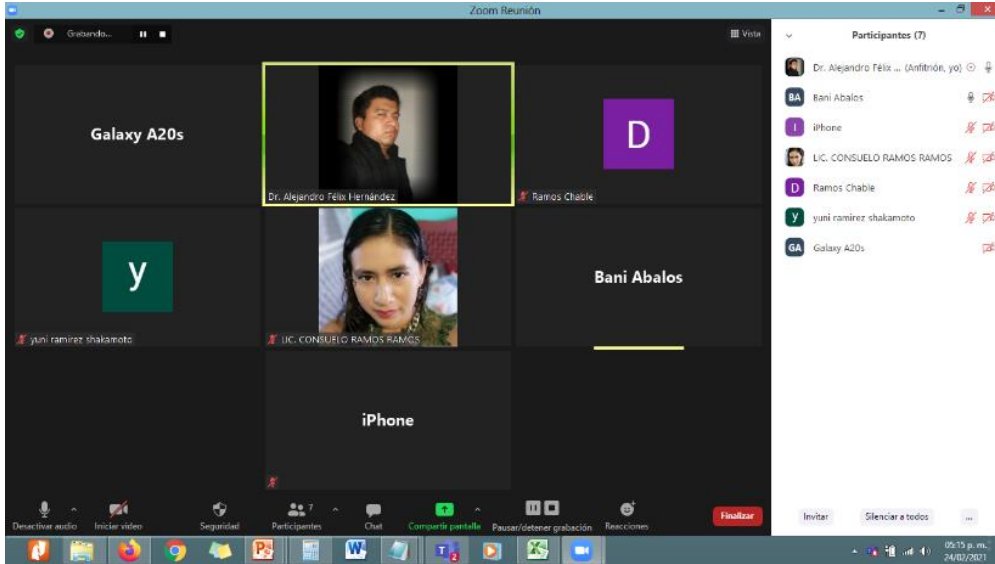 Zoom Reunión
Grabando...
Vista
Galaxy A20s
Dr. Alejandro Félix Hernández
D
Ramos Chable
y
yuni ramirez shakamoto
LIC. CONSUELO RAMOS RAMOS
Bani Abalos
iPhone
Desactivar audio
Iniciar video
Seguridad
7
Participantes
Chat
Compartir pantalla
Pausar/detener grabación
Reacciones
Finalizar
Participantes (7)
Dr. Alejandro Félix ... (Anfitrión, yo)
BA Bani Abalos
I iPhone
LIC. CONSUELO RAMOS RAMOS
D Ramos Chable
y yuni ramirez shakamoto
GA Galaxy A20s
Invitar Silenciar a todos ...
05:15 p. m.
24/02/2021